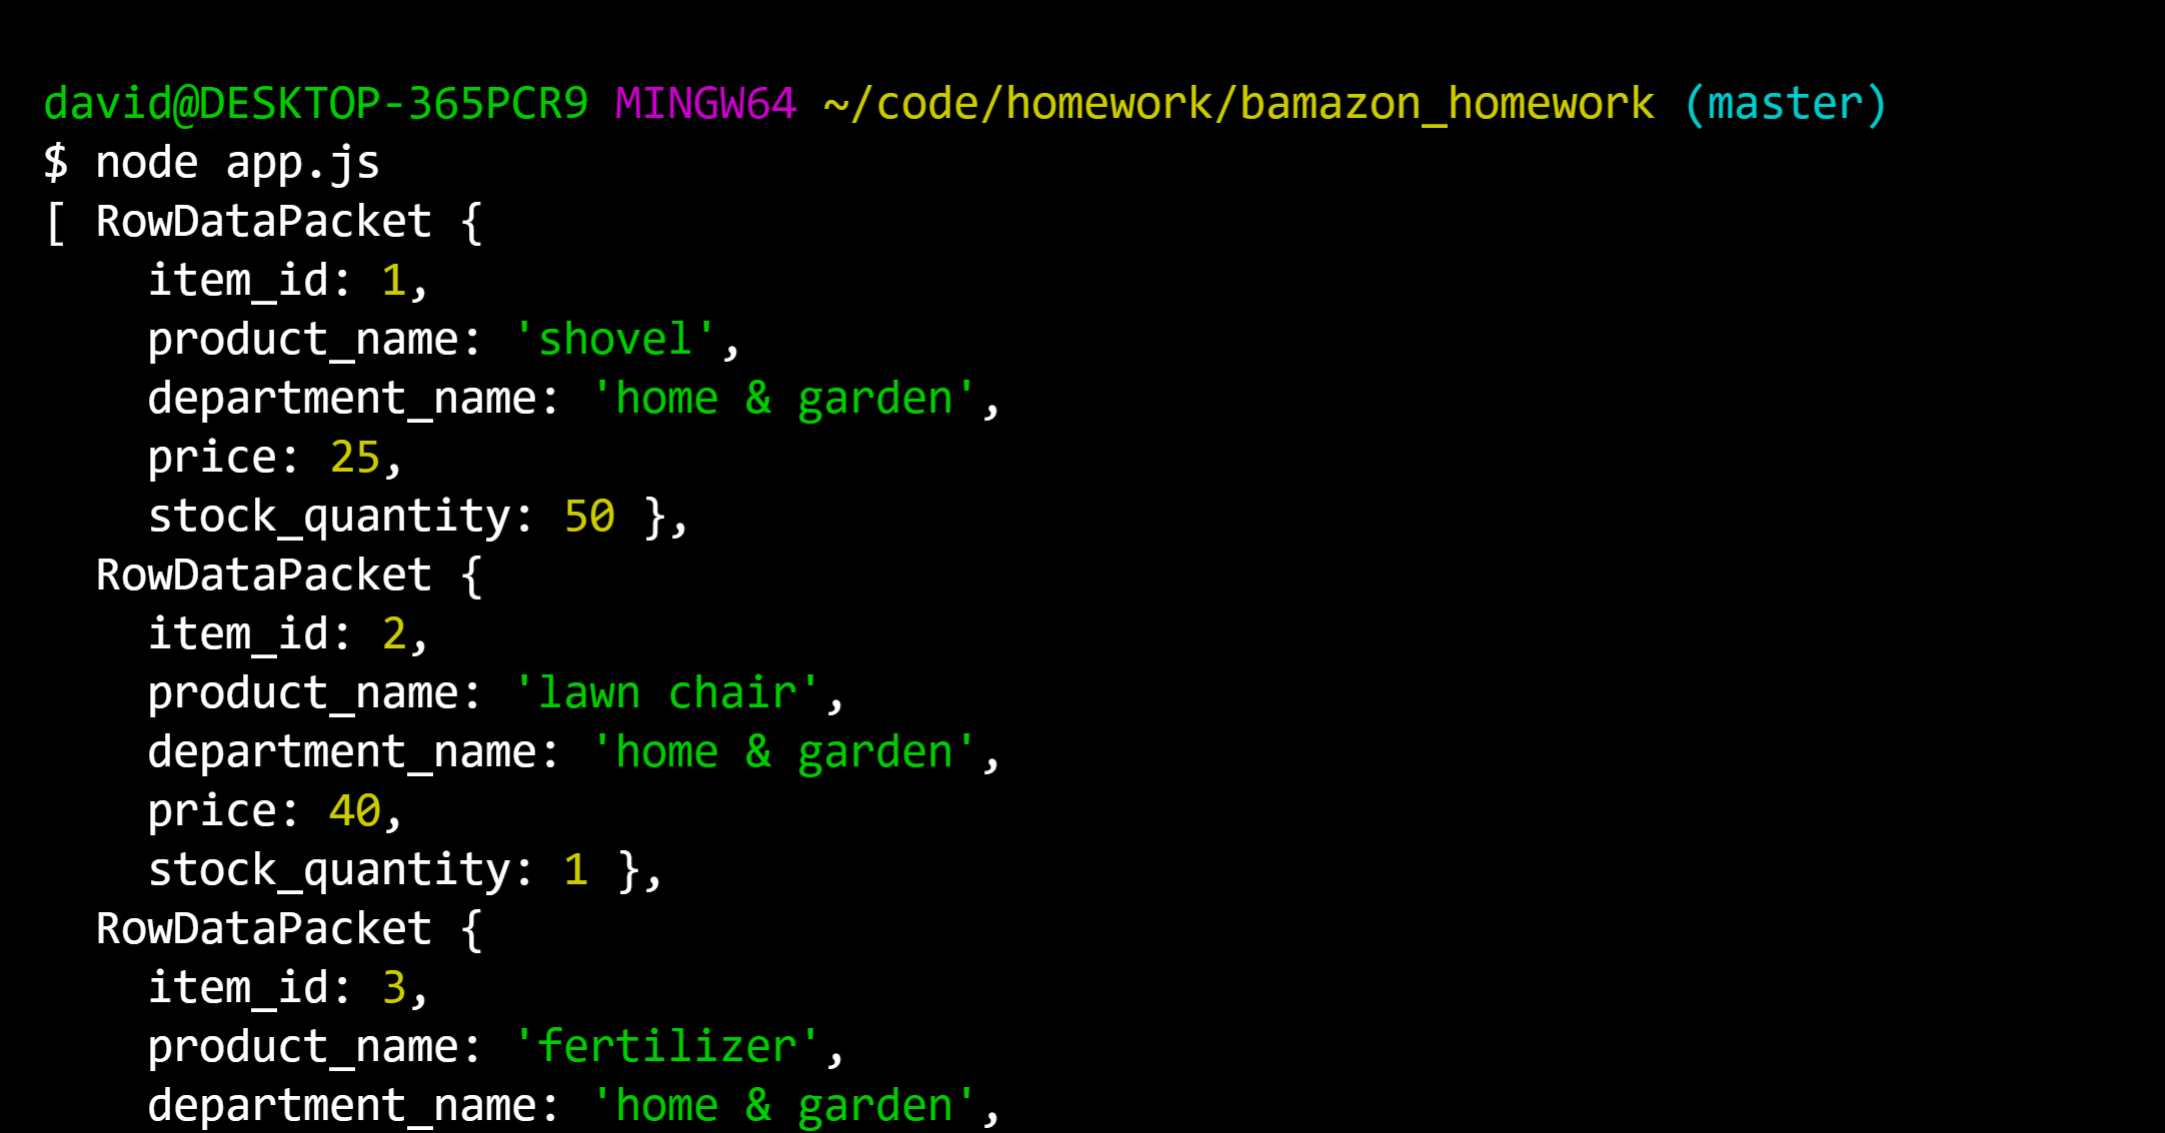 david@DESKTOP-365PCR9 MINGW64 ~/code/homework/bamazon_homework (master)
$ node app.js
[ RowDataPacket {
    item_id: 1,
    product_name: 'shovel',
    department_name: 'home & garden',
    price: 25,
    stock_quantity: 50 },
  RowDataPacket {
    item_id: 2,
    product_name: 'lawn chair',
    department_name: 'home & garden',
    price: 40,
    stock_quantity: 1 },
  RowDataPacket {
    item_id: 3,
    product_name: 'fertilizer',
    department_name: 'home & garden',